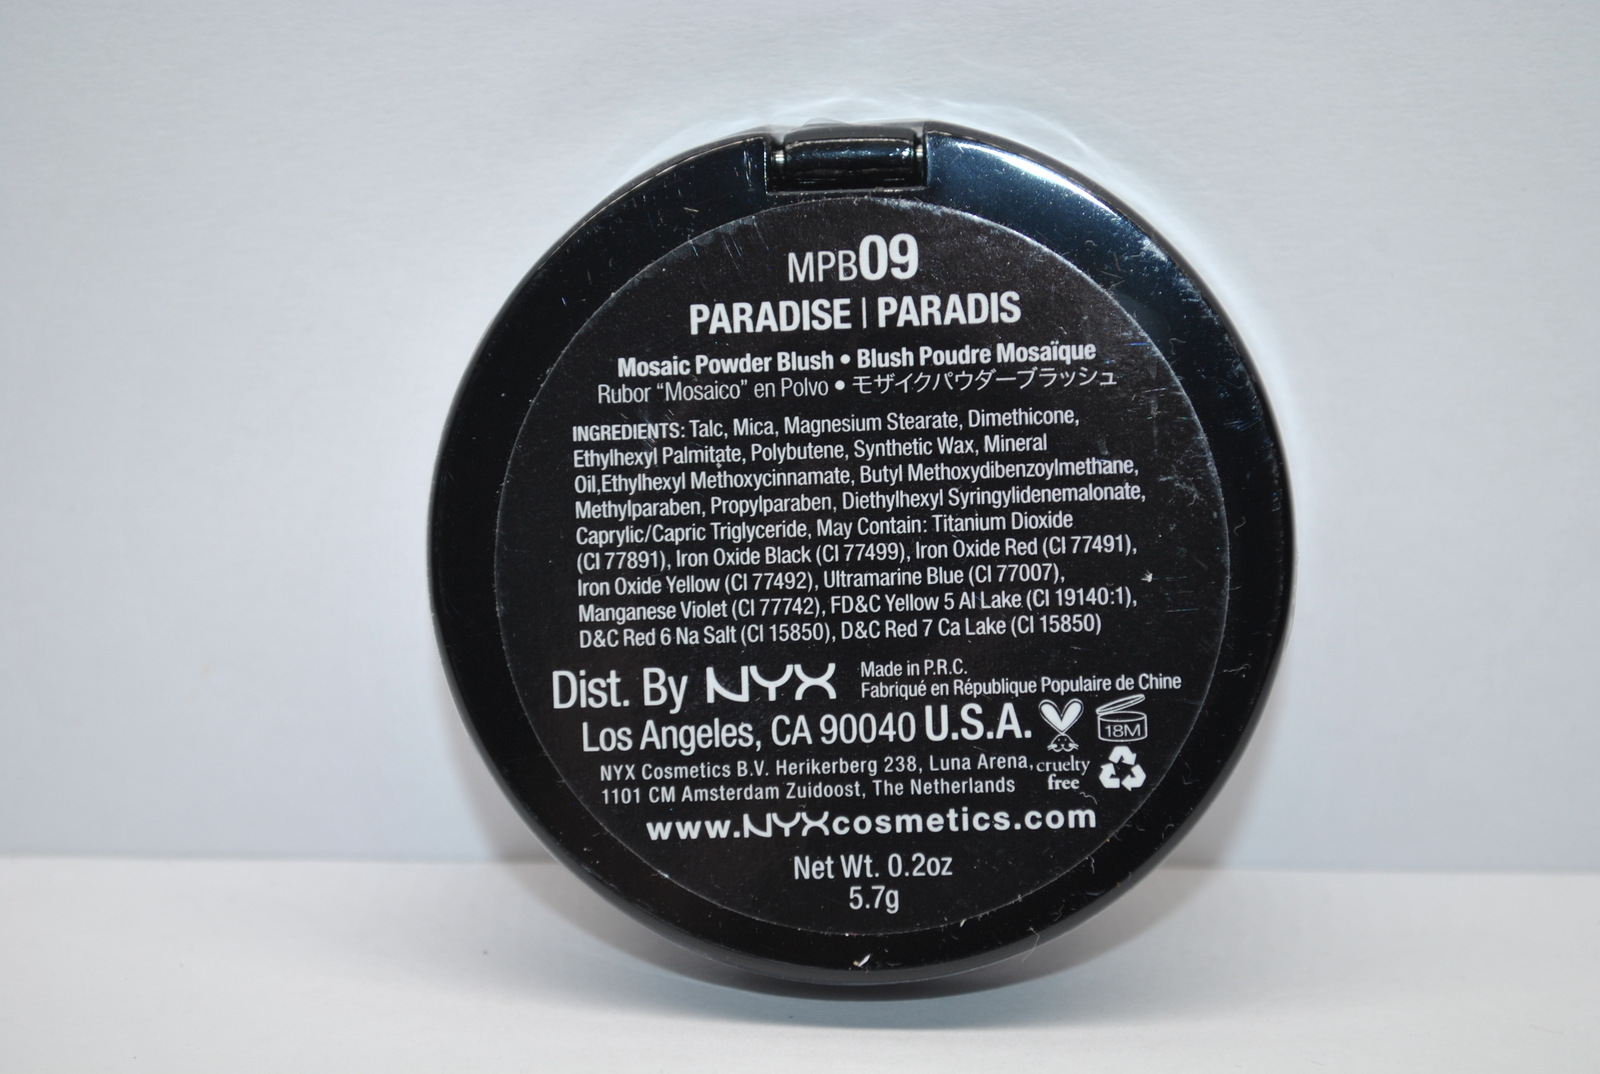 MPB09
PARADISE | PARADIS
Mosaic Powder Blush • Blush Poudre Mosaïque
Rubor “Mosaico” en Polvo • モザイクパウダーブラッシュ
INGREDIENTS: Talc, Mica, Magnesium Stearate, Dimethicone,
Ethylhexyl Palmitate, Polybutene, Synthetic Wax, Mineral
Oil,Ethylhexyl Methoxycinnamate, Butyl Methoxydibenzoylmethane,
Methylparaben, Propylparaben, Diethylhexyl Syringylidenemalonate,
Caprylic/Capric Triglyceride, May Contain: Titanium Dioxide
(CI 77891), Iron Oxide Black (CI 77499), Iron Oxide Red (CI 77491),
Iron Oxide Yellow (CI 77492), Ultramarine Blue (CI 77007),
Manganese Violet (CI 77742), FD&C Yellow 5 Al Lake (CI 19140:1),
D&C Red 6 Na Salt (CI 15850), D&C Red 7 Ca Lake (CI 15850)
Dist. By NYX
Made in P.R.C.
Fabriqué en République Populaire de Chine
Los Angeles, CA 90040 U.S.A.
18M
NYX Cosmetics B.V. Herikerberg 238, Luna Arena,
1101 CM Amsterdam Zuidoost, The Netherlands
cruelty
free
www.NYXcosmetics.com
Net Wt. 0.2oz
5.7g